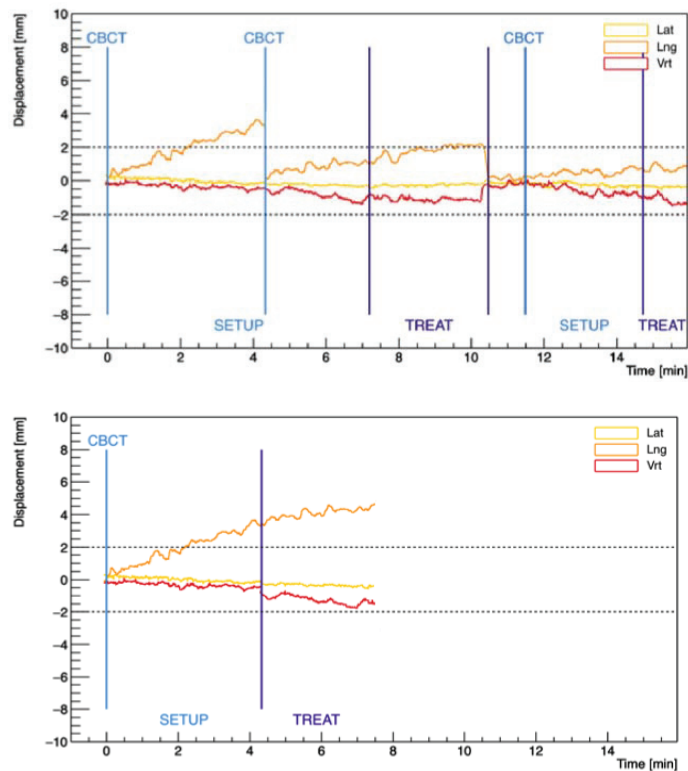 Displacement [mm]
10
8
6
4
2
0
−2
−4
−6
−8
−10
CBCT
CBCT
CBCT
Lat
Lng
Vrt
SETUP
TREAT
SETUP
TREAT
0
2
4
6
8
10
12
14
Time [min]
Displacement [mm]
10
8
6
4
2
0
−2
−4
−6
−8
−10
CBCT
Lat
Lng
Vrt
SETUP
TREAT
0
2
4
6
8
10
12
14
Time [min]